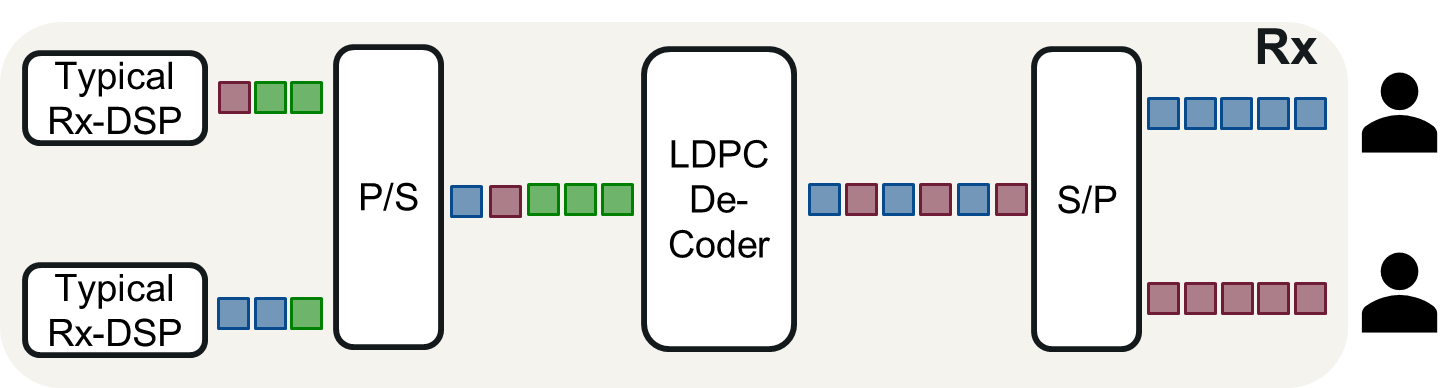 Rx
Typical
Rx-DSP
P/S
LDPC
De-
Coder
S/P
Typical
Rx-DSP